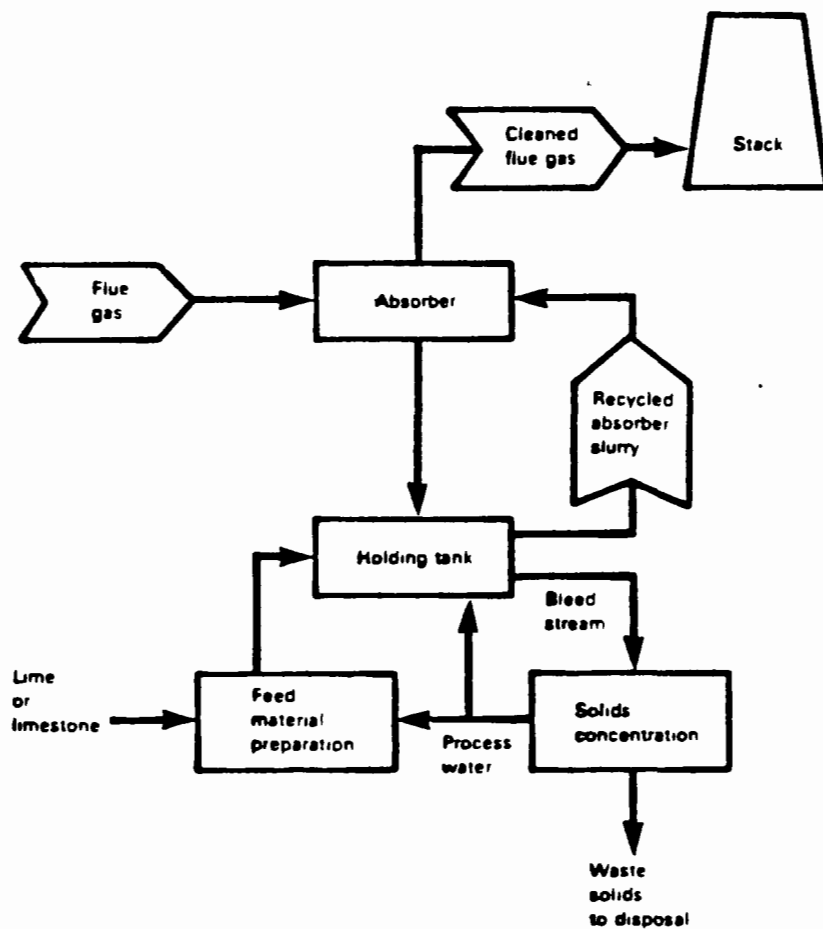 Cleaned
flue gas
Stack
Flue
gas
Absorber
Recycled
absorber
slurry
Holding tank
Bleed
stream
Lime
or
limestone
Feed
material
preparation
Process
water
Solids
concentration
Waste
solids
to disposal